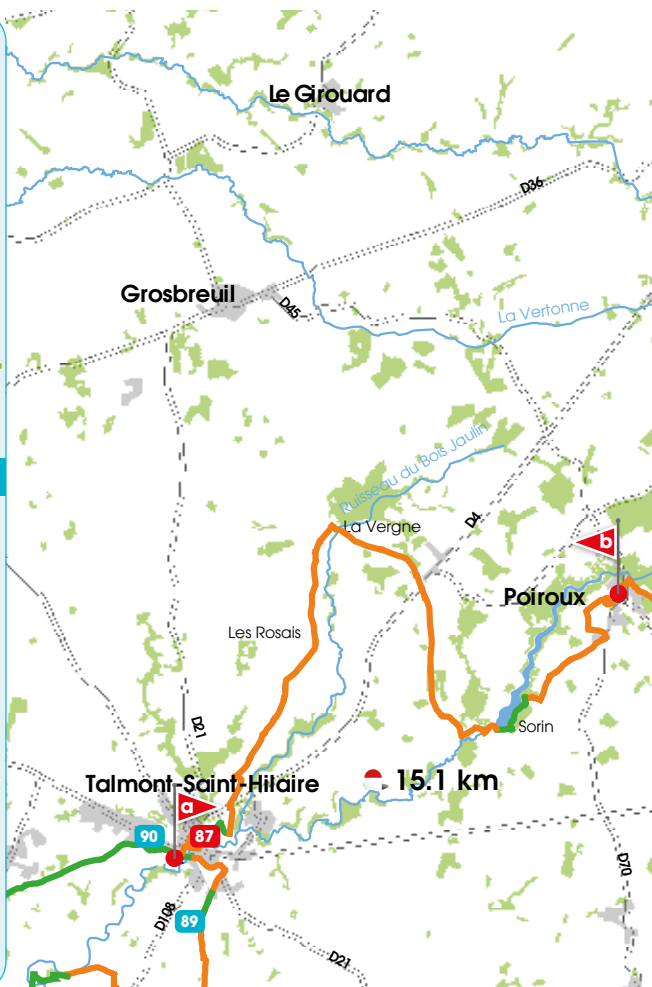 Le Girouard
D36
Grosbreuil
D45
La Vertonne
Ruisseau du Bois Jaulin
La Vergne
D4
b
Poiroux
Les Rosais
D21
Sorin
Talmont-Saint-Hilaire
15.1 km
a
90
87
D70
D108
89
D21